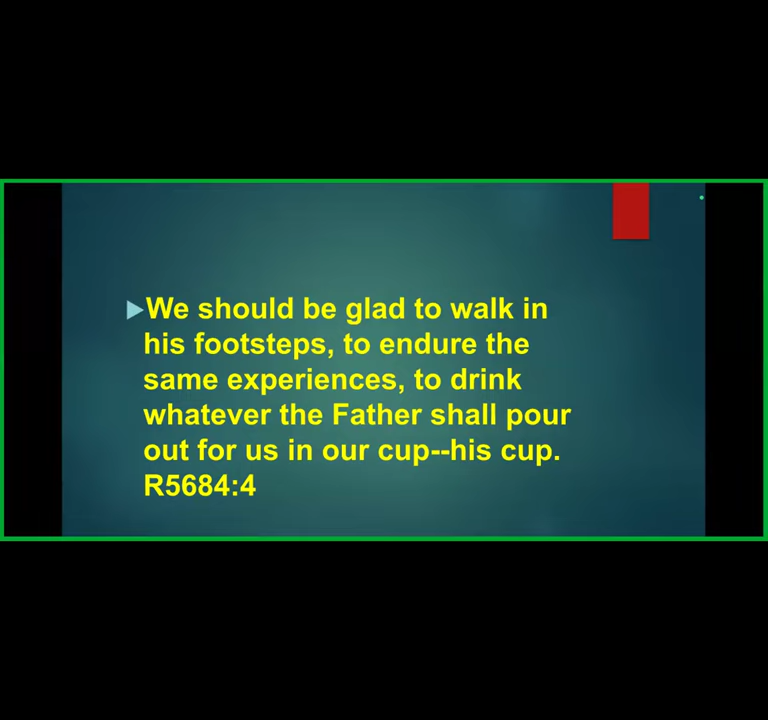 We should be glad to walk in
his footsteps, to endure the
same experiences, to drink
whatever the Father shall pour
out for us in our cup--his cup.
R5684:4